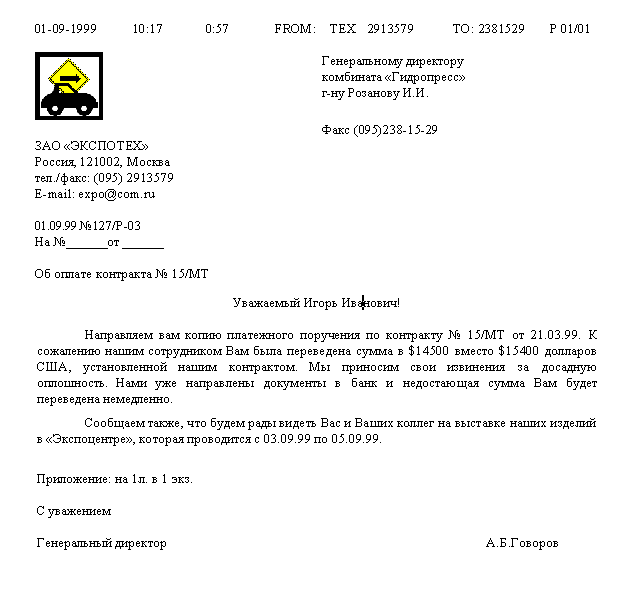 01-09-1999 10:17 0:57 FROM: TEX 2913579 TO: 2381529 P 01/01
Генеральному директору
комбината «Гидропресс»
г-ну Розанову И.И.
Факс (095)238-15-29
ЗАО «ЭКСПОТЕХ»
Россия, 121002, Москва
тел./факс: (095) 2913579
E-mail: expo@com.ru
01.09.99 №127/Р-03
На №______от ______
Об оплате контракта № 15/МТ
Уважаемый Игорь Иванович!
Направляем вам копию платежного поручения по контракту № 15/МТ от 21.03.99. К
сожалению нашим сотрудником Вам была переведена сумма в $14500 вместо $15400 долларов
США, установленной нашим контрактом. Мы приносим свои извинения за досадную
оплошность. Нами уже направлены документы в банк и недостающая сумма Вам будет
переведена немедленно.
Сообщаем также, что будем рады видеть Вас и Ваших коллег на выставке наших изделий
в «Экспоцентре», которая проводится с 03.09.99 по 05.09.99.
Приложение: на 1л. в 1 экз.
С уважением
Генеральный директор А.Б.Говоров